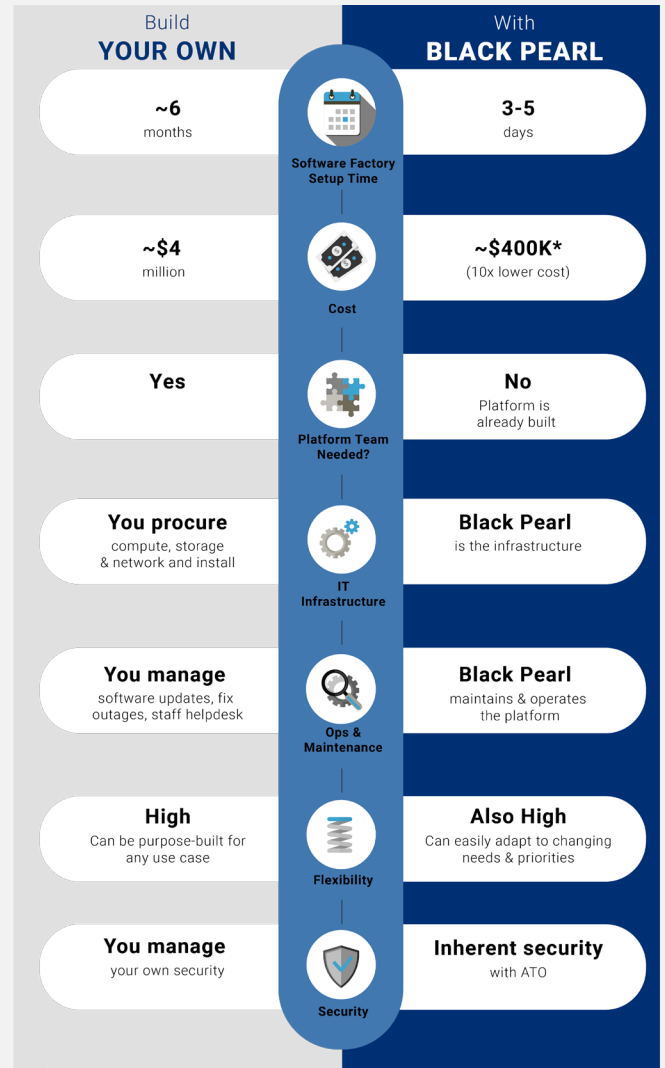 Build
YOUR OWN
With
BLACK PEARL
~6
months
Software Factory
Setup Time
3-5
days
~$4
million
Cost
~$400K*
(10x lower cost)
Yes
Platform Team
Needed?
No
Platform is
already built
You procure
compute, storage
& network and install
IT
Infrastructure
Black Pearl
is the infrastructure
You manage
software updates, fix
outages, staff helpdesk
Ops &
Maintenance
Black Pearl
maintains & operates
the platform
High
Can be purpose-built for
any use case
Flexibility
Also High
Can easily adapt to changing
needs & priorities
You manage
your own security
Security
Inherent security
with ATO